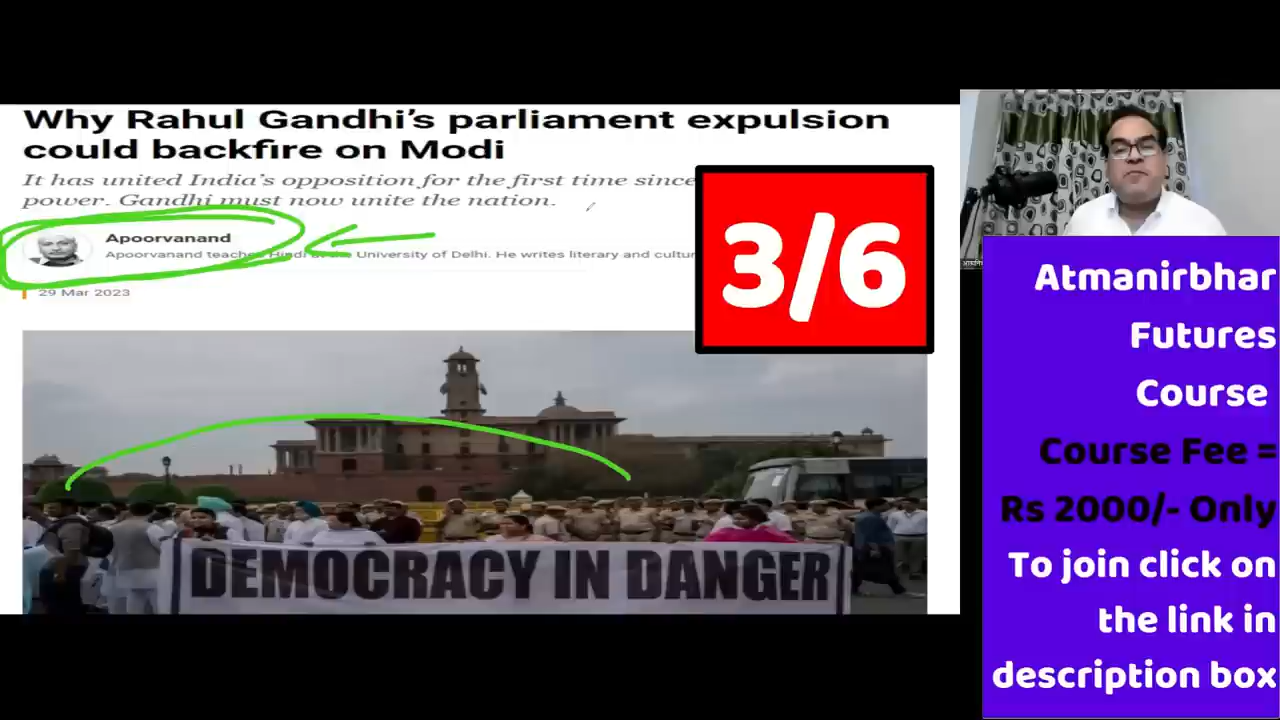 Why Rahul Gandhi's parliament expulsion
could backfire on Modi
It has united India's opposition for the first time since
power. Gandhi must now unite the nation.
Apoorvanand
Apoorvanand teaches Hindi at the University of Delhi. He writes literary and cultur
29 Mar 2023
3/6
DEMOCRACY IN DANGER
Atmanirbhar
Futures
Course
Course Fee =
Rs 2000/- Only
To join click on
the link in
description box